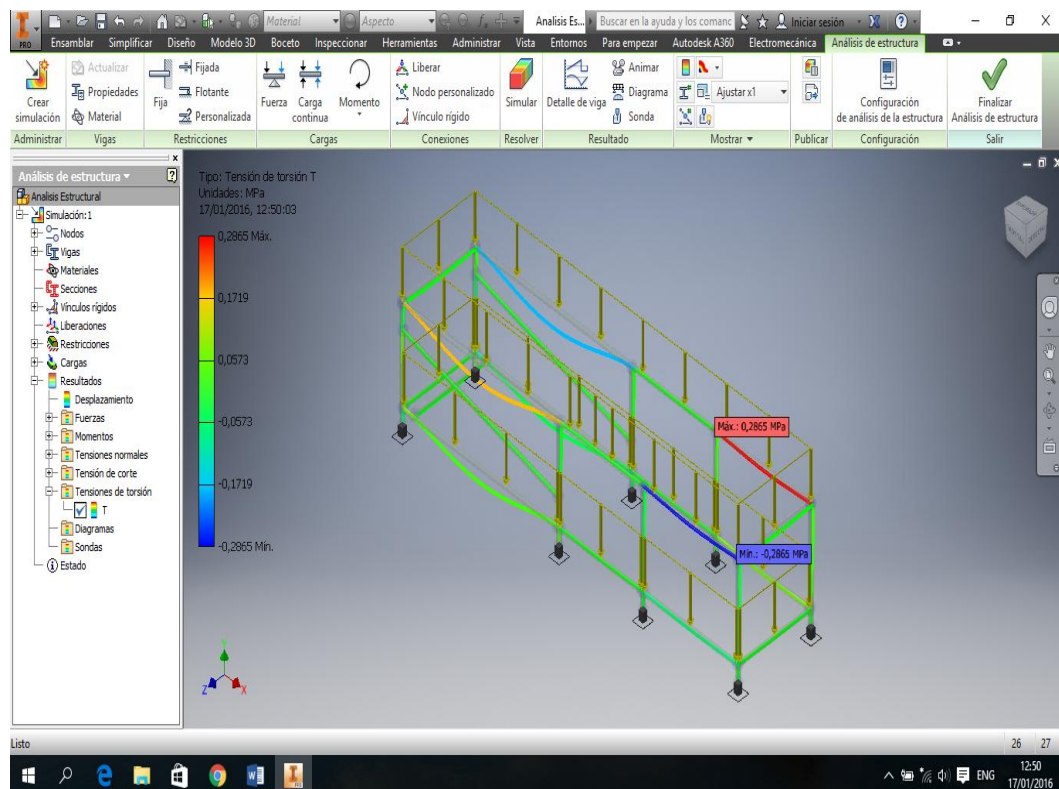 PRO
Material
Aspecto
Analisis Es...
Buscar en la ayuda y los comanc
Iniciar sesión
Ensamblar Simplificar Diseño Modelo 3D Boceto Inspeccionar Herramientas Administrar Vista Entornos Para empezar Autodesk A360 Electromecánica Análisis de estructura
Crear simulación
Actualizar
Propiedades
Material
Fija
Fijada
Flotante
Personalizada
Fuerza
Carga continua
Momento
Liberar
Nodo personalizado
Vínculo rígido
Simular
Detalle de viga
Animar
Diagrama
Sonda
Ajustar x1
Configuración de análisis de la estructura
Finalizar Análisis de estructura
Administrar Vigas Restricciones Cargas Conexiones Resolver Resultado Mostrar Publicar Configuración Salir
Análisis de estructura
Analisis Estructural
Simulación:1
Nodos
Vigas
Materiales
Secciones
Vínculos rígidos
Liberaciones
Restricciones
Cargas
Resultados
Desplazamiento
Fuerzas
Momentos
Tensiones normales
Tensión de corte
Tensiones de torsión
T
Diagramas
Sondas
Estado
Tipo: Tensión de torsión T
Unidades: MPa
17/01/2016, 12:50:03
0,2865 Máx.
0,1719
0,0573
-0,0573
-0,1719
-0,2865 Mín.
Máx.: 0,2865 MPa
Mín.: -0,2865 MPa
Y
Z
X
Listo
26 27
ENG
12:50
17/01/2016